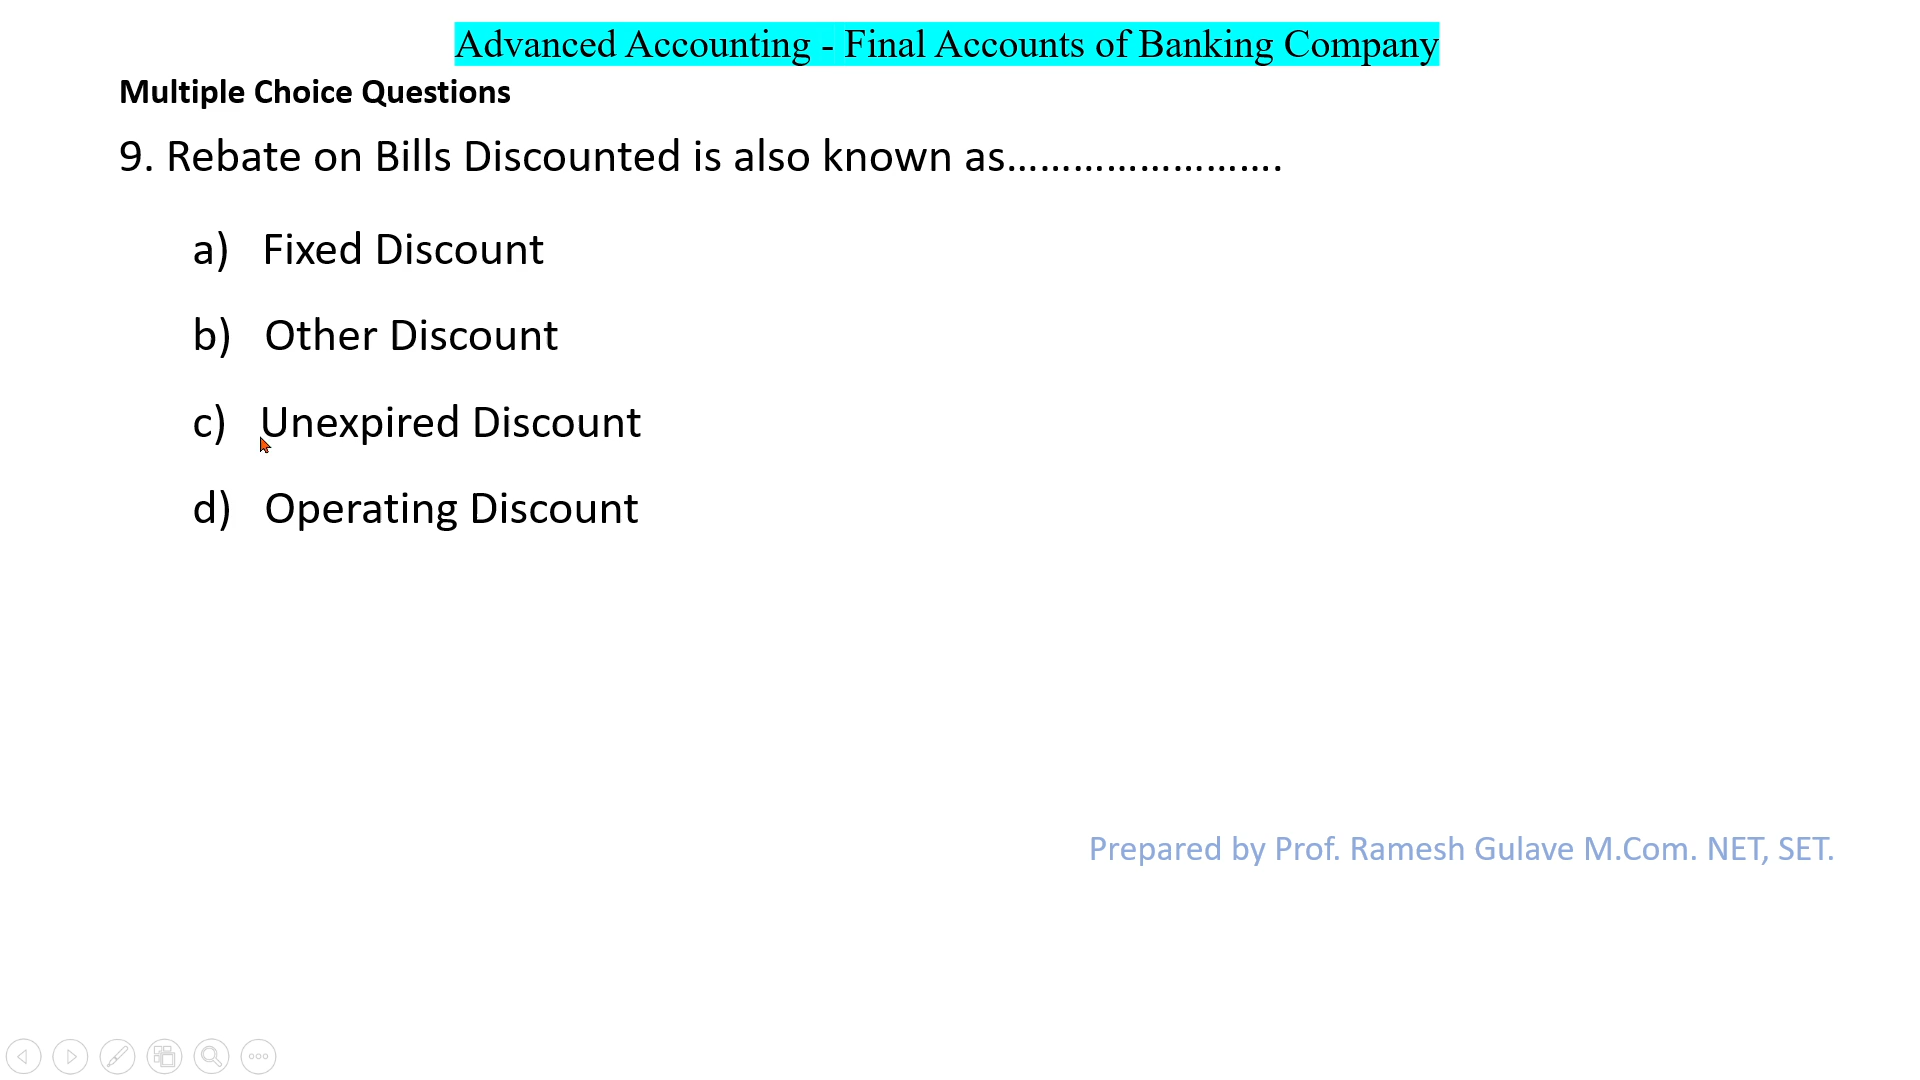 Advanced Accounting - Final Accounts of Banking Company
Multiple Choice Questions
9. Rebate on Bills Discounted is also known as…………………….
a) Fixed Discount
b) Other Discount
c) Unexpired Discount
d) Operating Discount
Prepared by Prof. Ramesh Gulave M.Com. NET, SET.